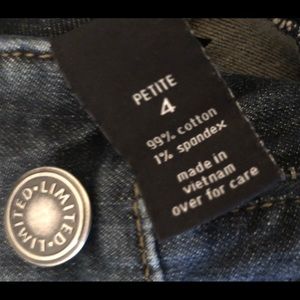 PETITE
4
99% cotton
1% spandex
made in
vietnam
over for care
LIMITED•LIMITED•